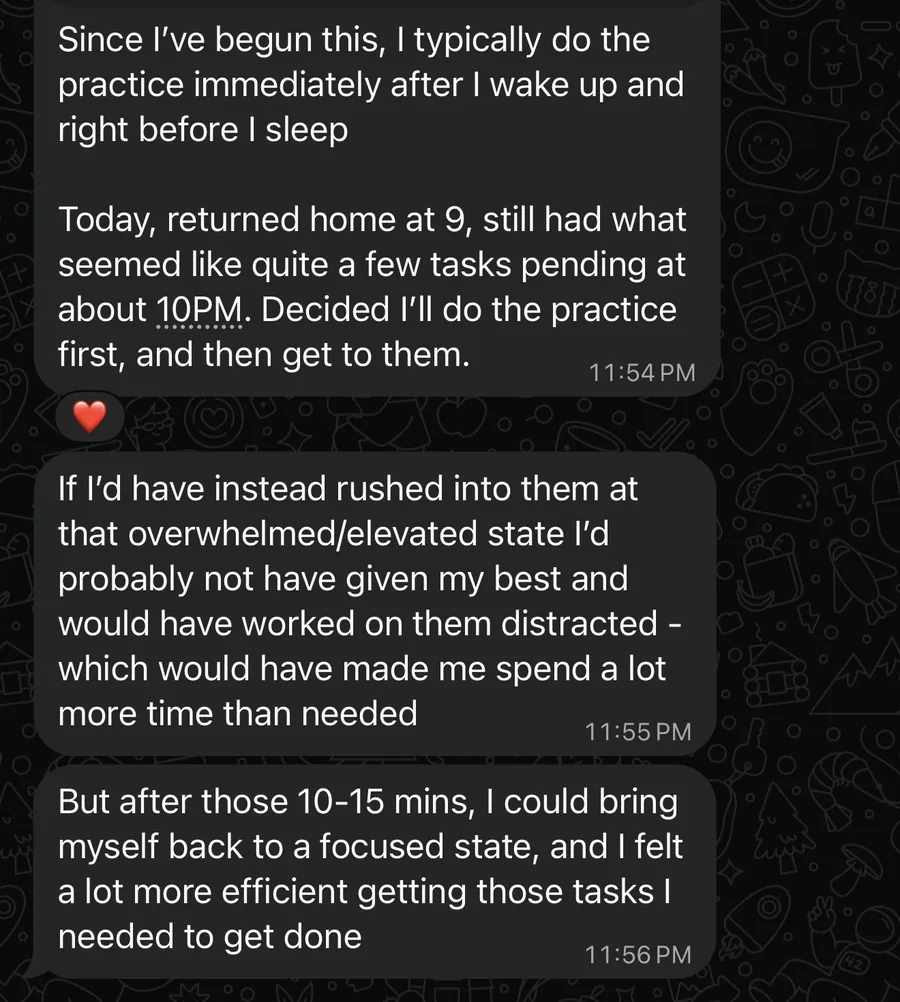 Since I’ve begun this, I typically do the
practice immediately after I wake up and
right before I sleep
Today, returned home at 9, still had what
seemed like quite a few tasks pending at
about 10PM. Decided I’ll do the practice
first, and then get to them.
11:54 PM
If I’d have instead rushed into them at
that overwhelmed/elevated state I’d
probably not have given my best and
would have worked on them distracted -
which would have made me spend a lot
more time than needed
11:55 PM
But after those 10-15 mins, I could bring
myself back to a focused state, and I felt
a lot more efficient getting those tasks I
needed to get done
11:56 PM
42